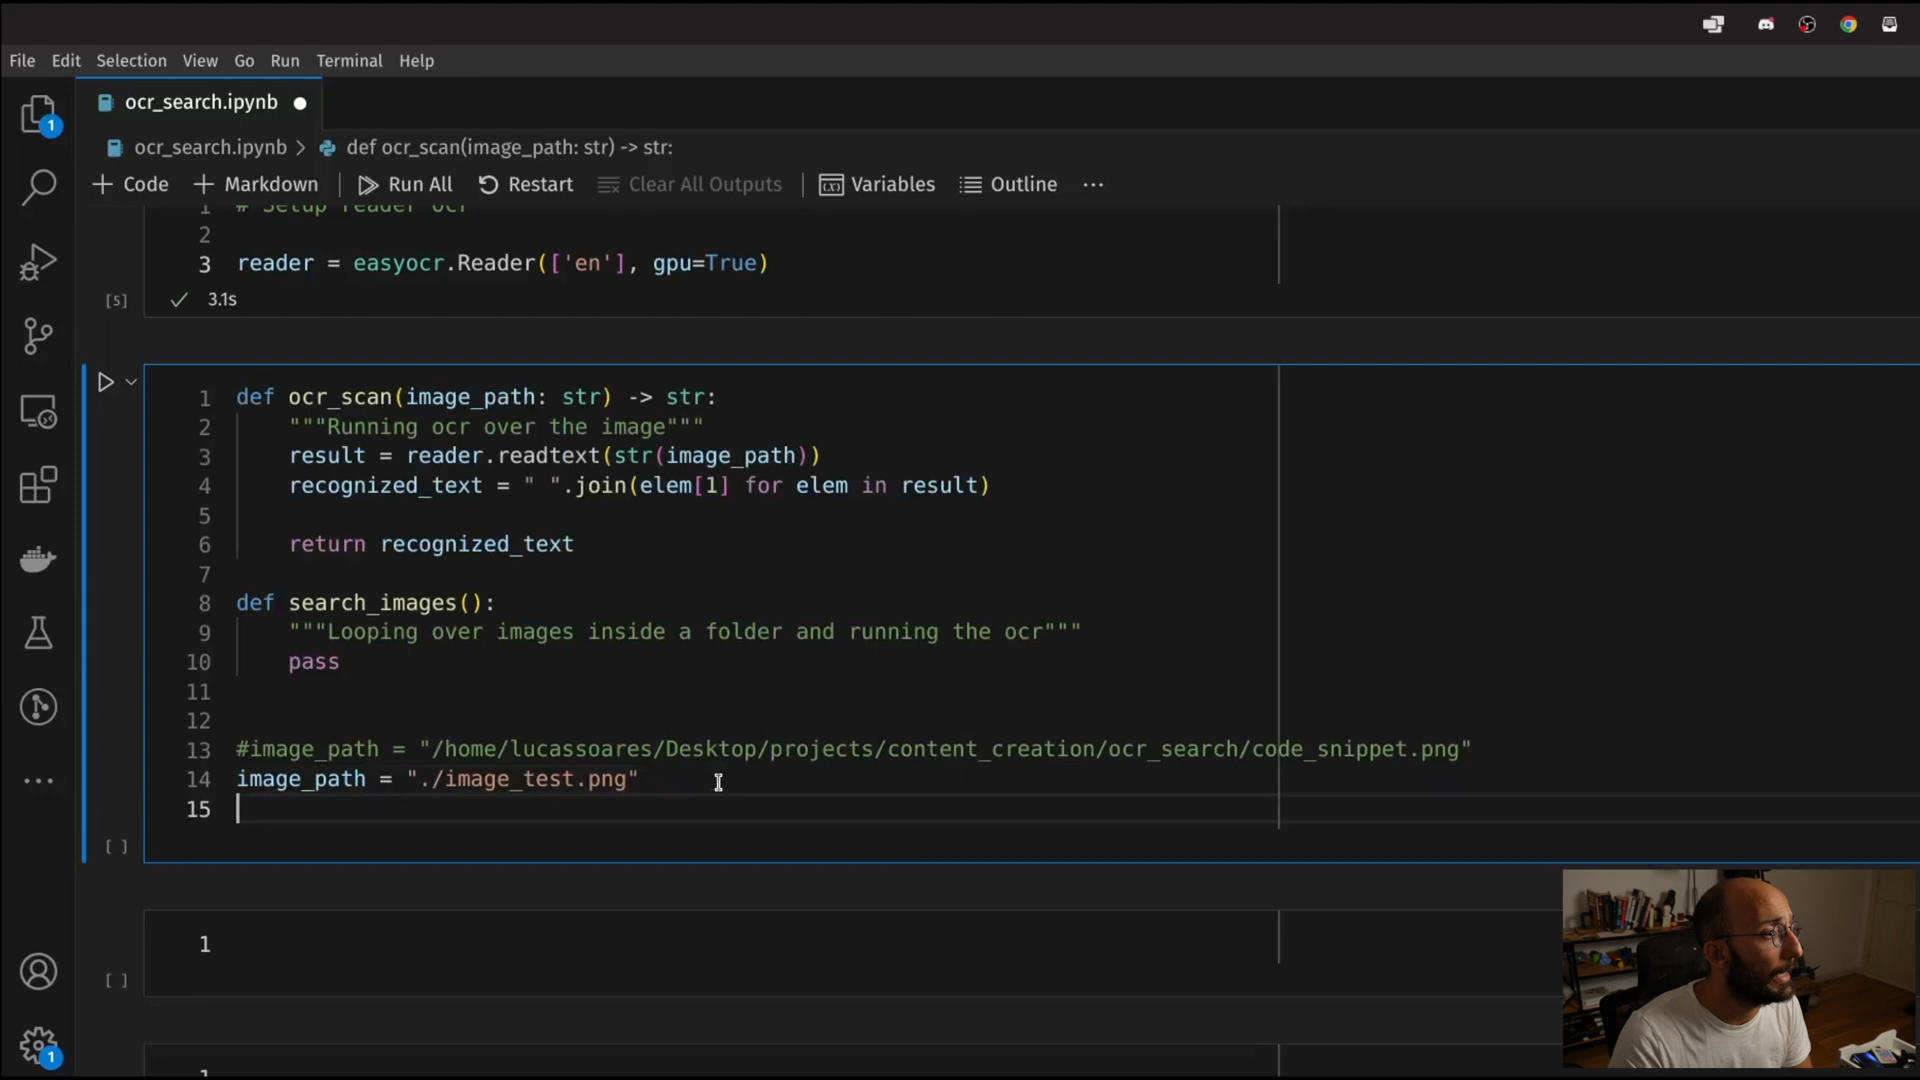 File Edit Selection View Go Run Terminal Help
ocr_search.ipynb
1
ocr_search.ipynb > def ocr_scan(image_path: str) -> str:
+ Code + Markdown Run All Restart Clear All Outputs (x) Variables Outline ...
1 # Setup reader ocr
2
3 reader = easyocr.Reader(['en'], gpu=True)
[5] ✓ 3.1s
1 def ocr_scan(image_path: str) -> str:
2 """Running ocr over the image"""
3 result = reader.readtext(str(image_path))
4 recognized_text = " ".join(elem[1] for elem in result)
5
6 return recognized_text
7
8 def search_images():
9 """Looping over images inside a folder and running the ocr"""
10 pass
11
12
13 #image_path = "/home/lucassoares/Desktop/projects/content_creation/ocr_search/code_snippet.png"
14 image_path = "./image_test.png"
15
[ ]
1
[ ]
1
1